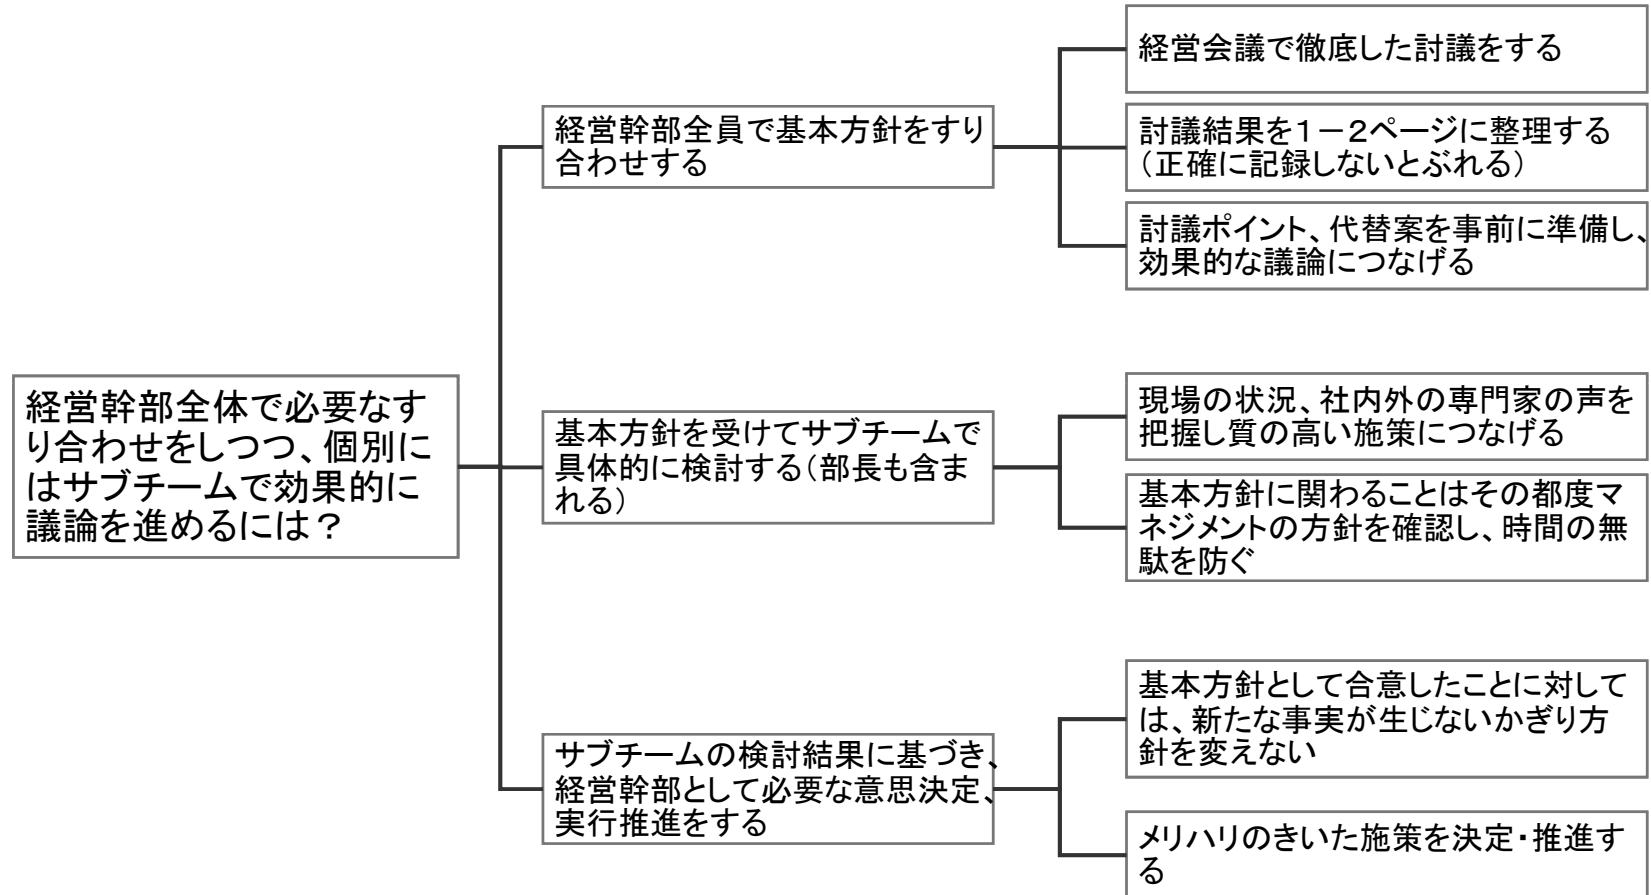 経営幹部全体で必要なす
り合わせをしつつ、個別に
はサブチームで効果的に
議論を進めるには？
経営幹部全員で基本方針をすり
合わせする
経営会議で徹底した討議をする
討議結果を１－２ページに整理する
（正確に記録しないとぶれる）
討議ポイント、代替案を事前に準備し、
効果的な議論につなげる
基本方針を受けてサブチームで
具体的に検討する（部長も含ま
れる）
現場の状況、社内外の専門家の声を
把握し質の高い施策につなげる
基本方針に関わることはその都度マ
ネジメントの方針を確認し、時間の無
駄を防ぐ
サブチームの検討結果に基づき、
経営幹部として必要な意思決定、
実行推進をする
基本方針として合意したことに対して
は、新たな事実が生じないかぎり方
針を変えない
メリハリのきいた施策を決定・推進す
る